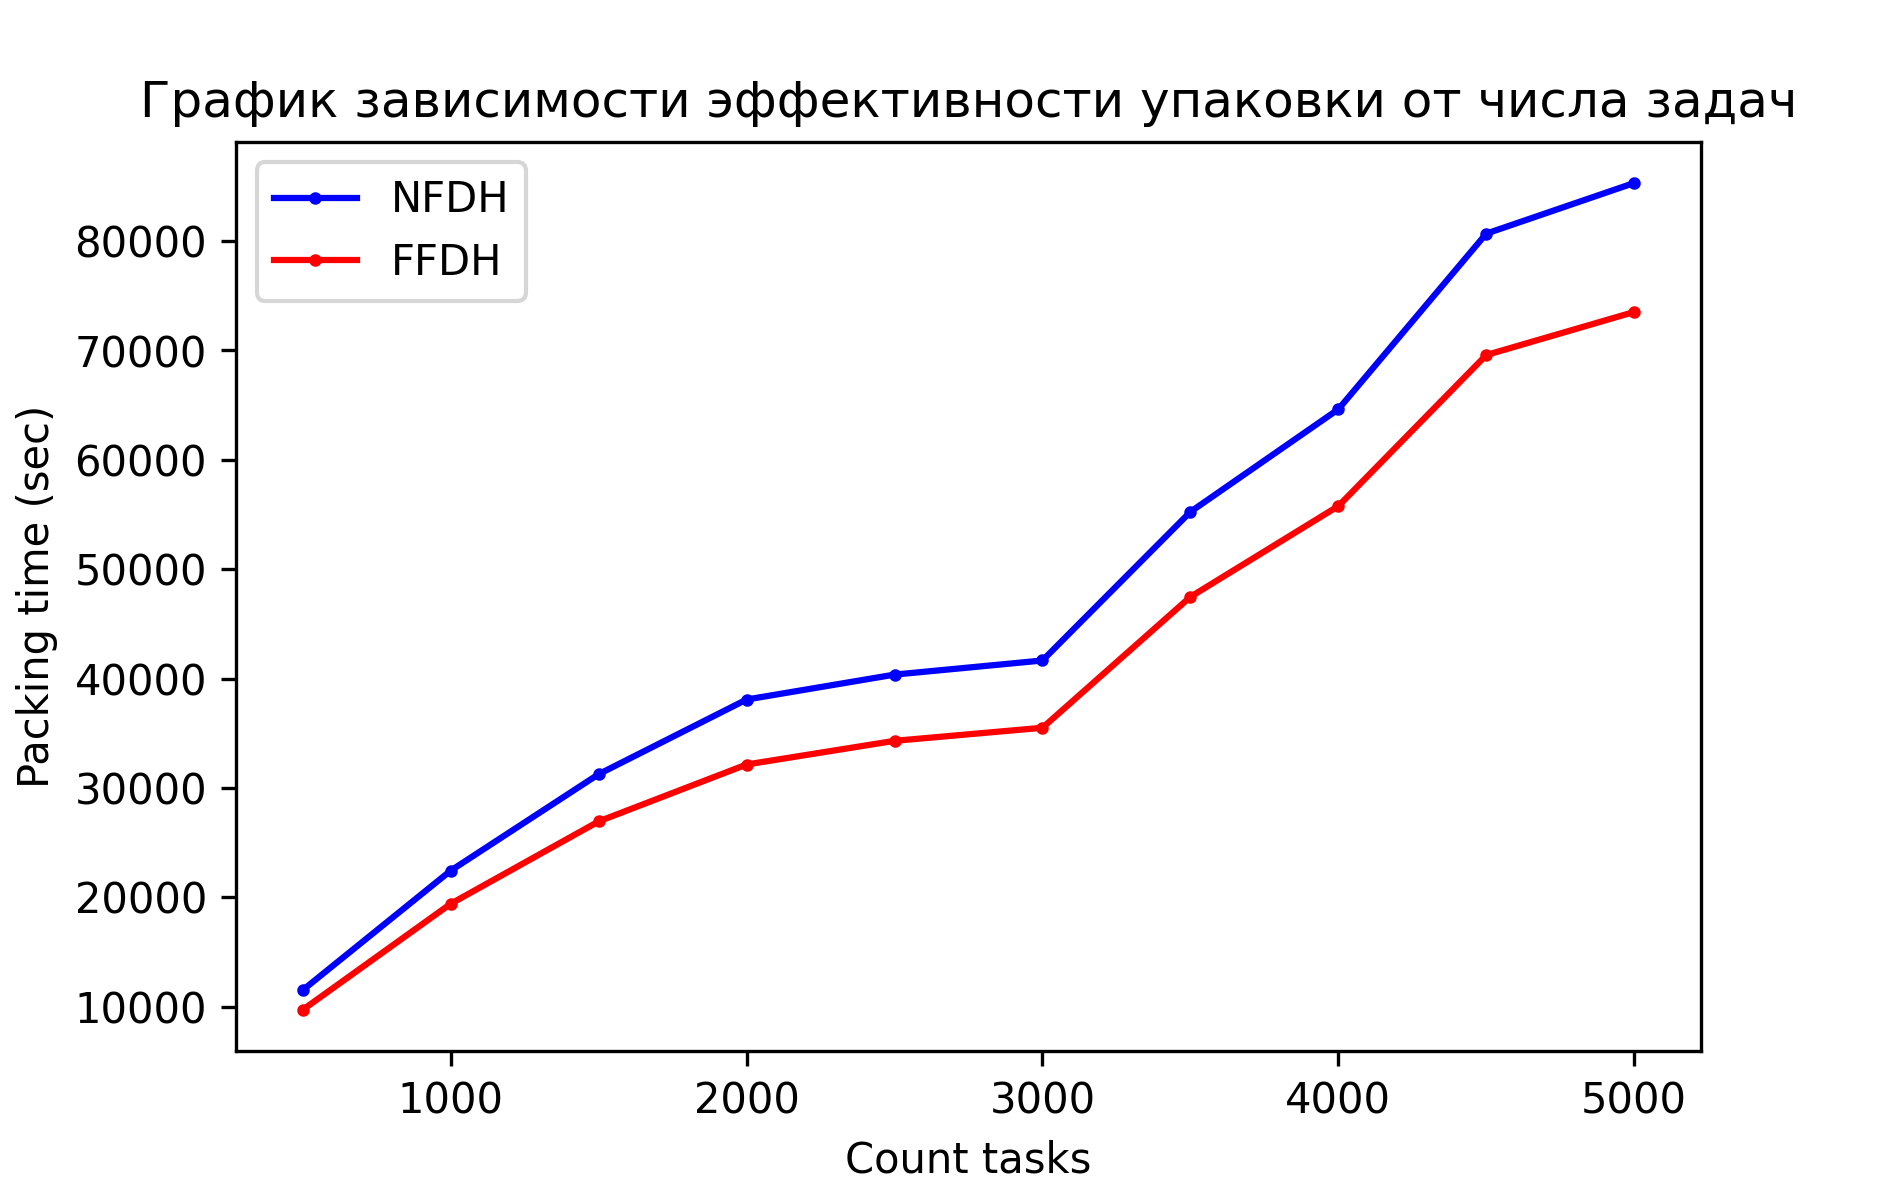 График зависимости эффективности упаковки от числа задач
NFDH
FFDH
80000
70000
60000
50000
40000
30000
20000
10000
Packing time (sec)
1000 2000 3000 4000 5000
Count tasks